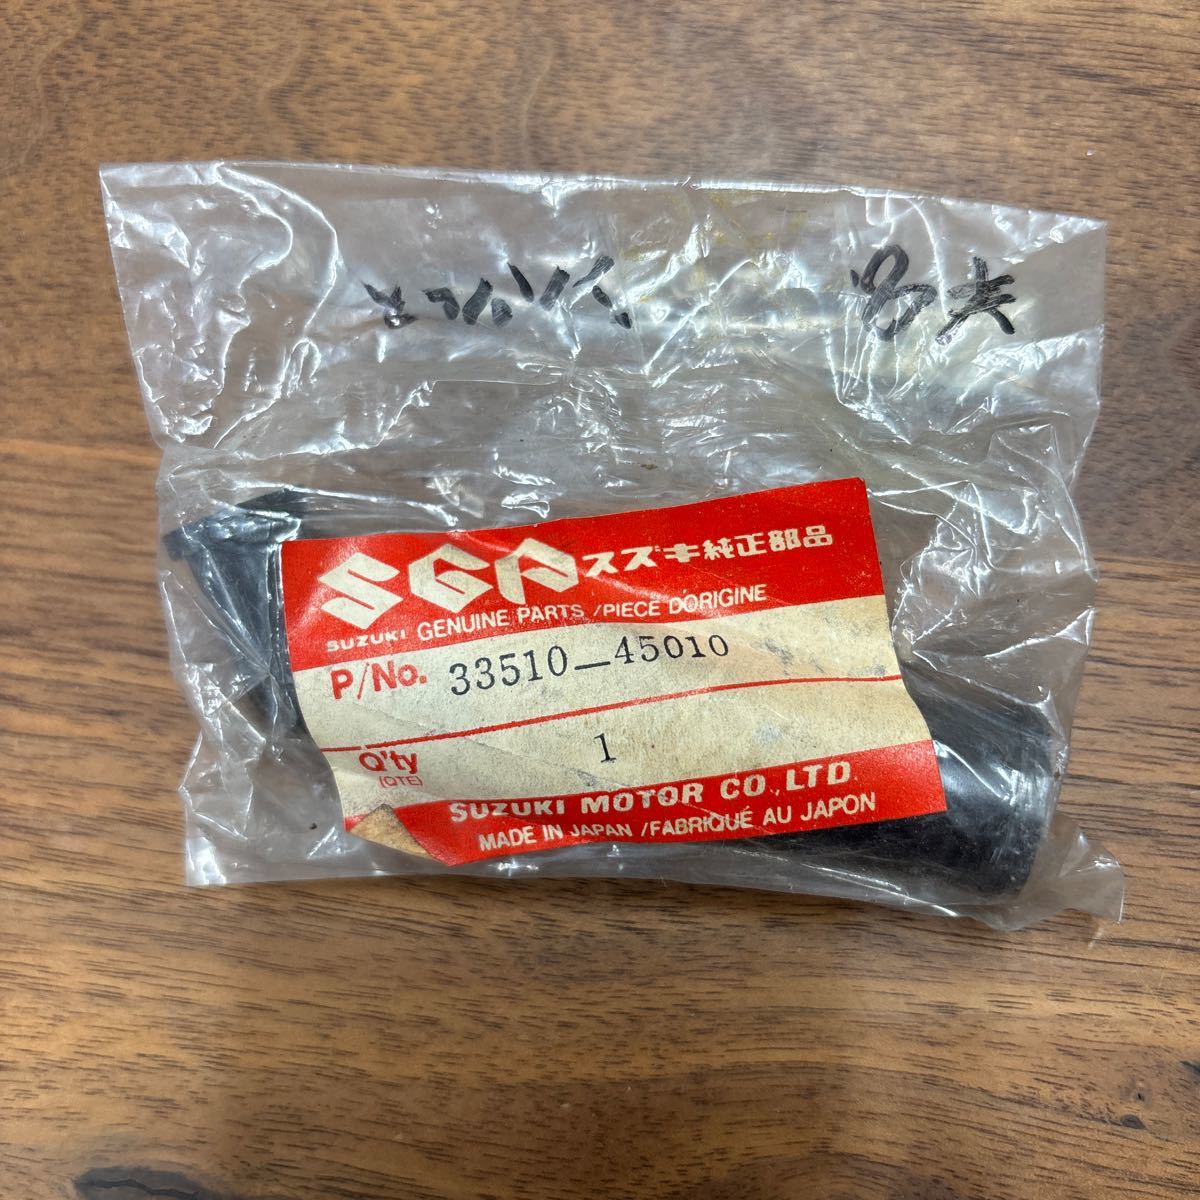 SGP スズキ純正部品
SUZUKI GENUINE PARTS /PIECE D'ORIGINE
P/No. 33510-45010
Q'ty 1
(QTE)
SUZUKI MOTOR CO.,LTD.
MADE IN JAPAN /FABRIQUÉ AU JAPON